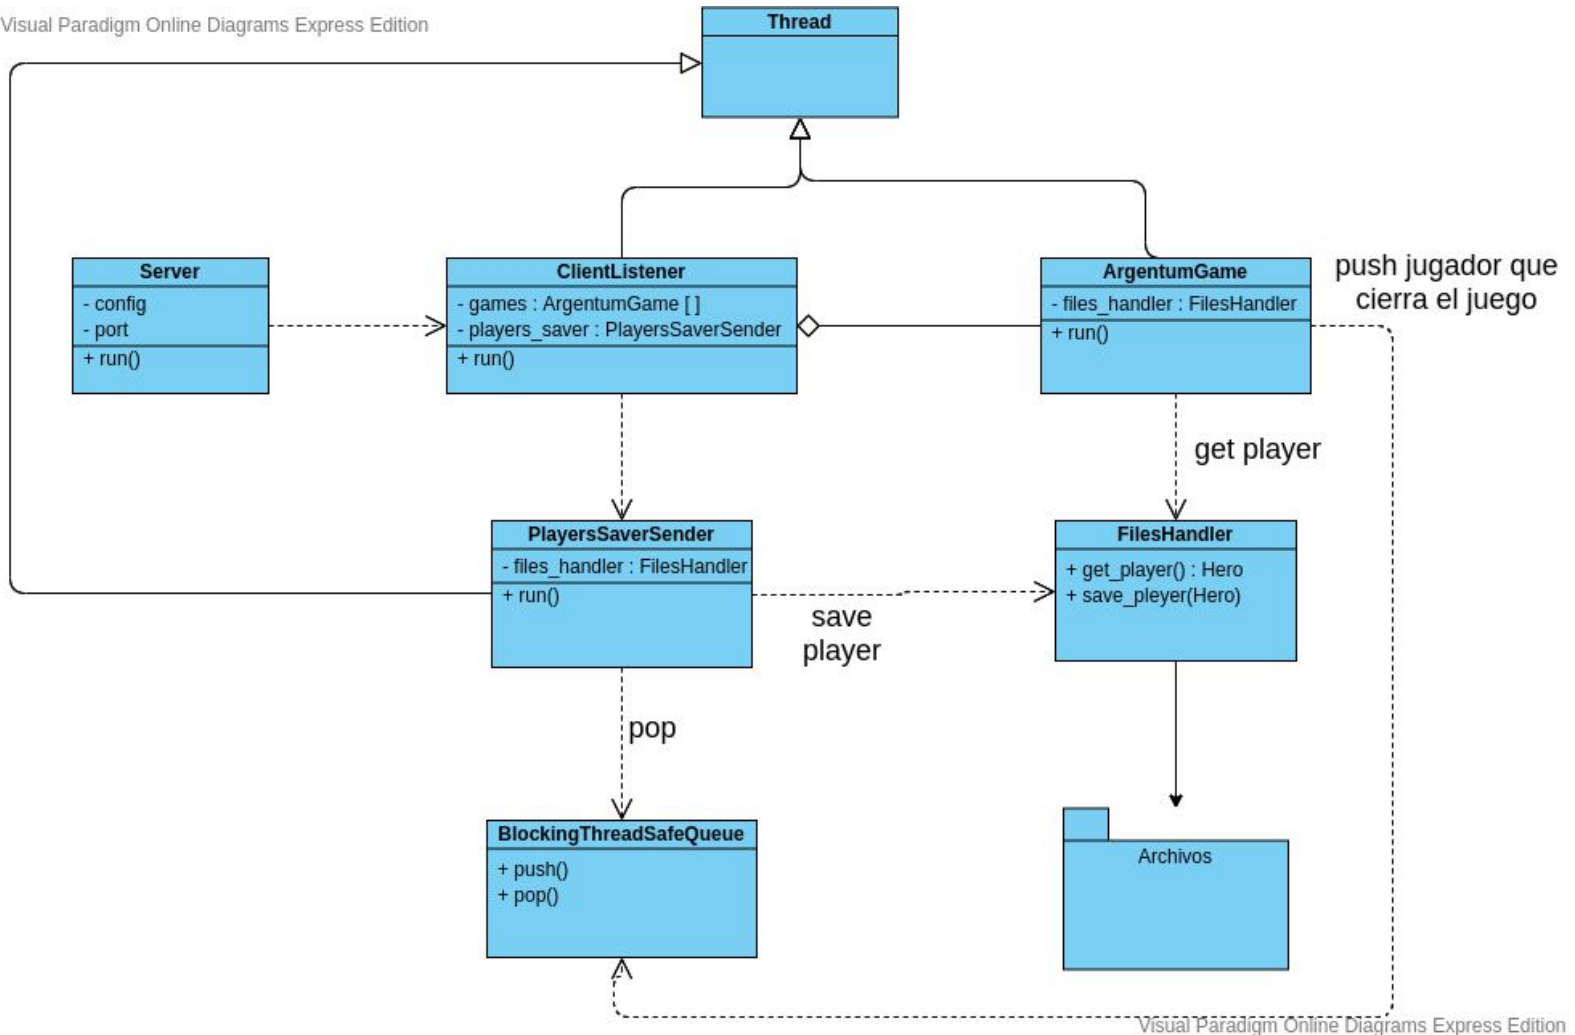 Visual Paradigm Online Diagrams Express Edition
Thread
Server
- config
- port
+ run()
ClientListener
- games : ArgentumGame [ ]
- players_saver : PlayersSaverSender
+ run()
ArgentumGame
- files_handler : FilesHandler
+ run()
push jugador que
cierra el juego
get player
PlayersSaverSender
- files_handler : FilesHandler
+ run()
save
player
FilesHandler
+ get_player() : Hero
+ save_pleyer(Hero)
pop
BlockingThreadSafeQueue
+ push()
+ pop()
Archivos
Visual Paradigm Online Diagrams Express Edition